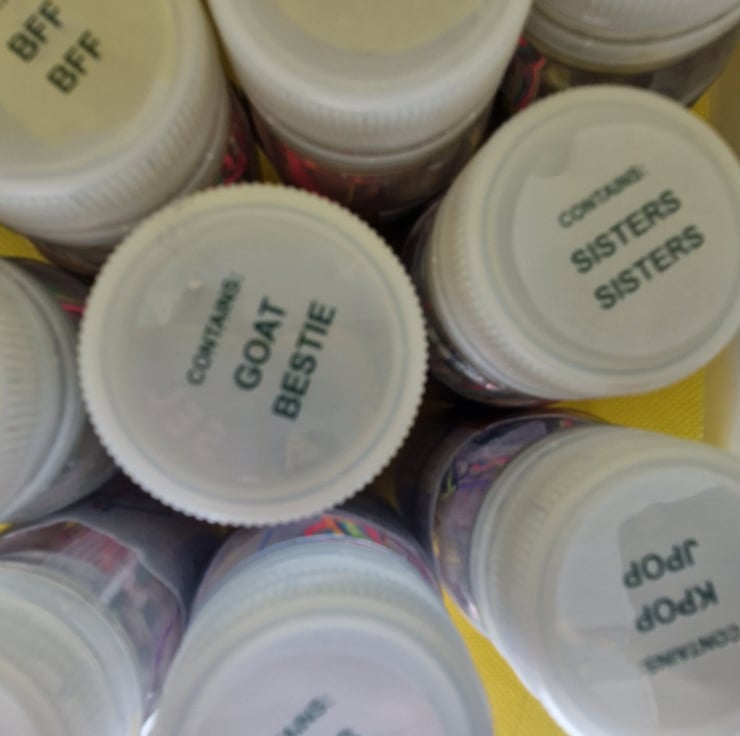 BFF
BFF
CONTAINS:
SISTERS
SISTERS
CONTAINS:
GOAT
BESTIE
CONTAINS:
KPOP
JPOP